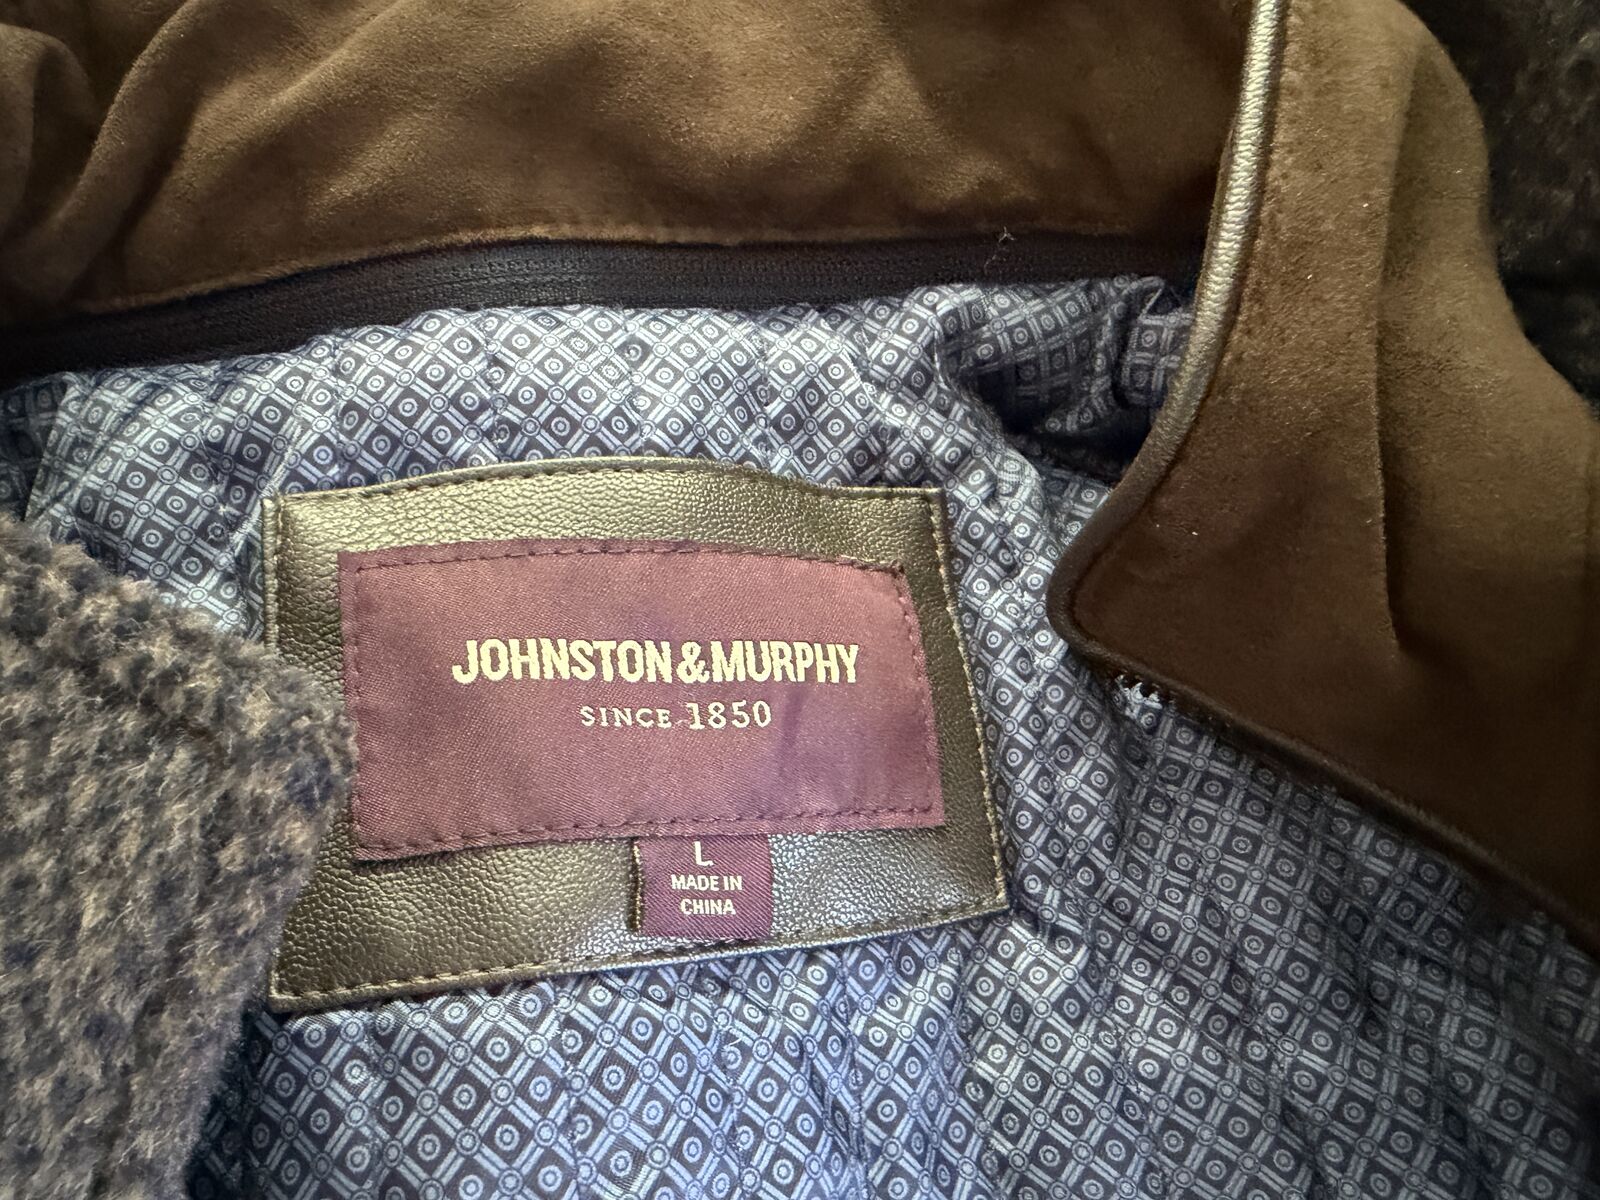 JOHNSTON&MURPHY
SINCE 1850
L
MADE IN
CHINA